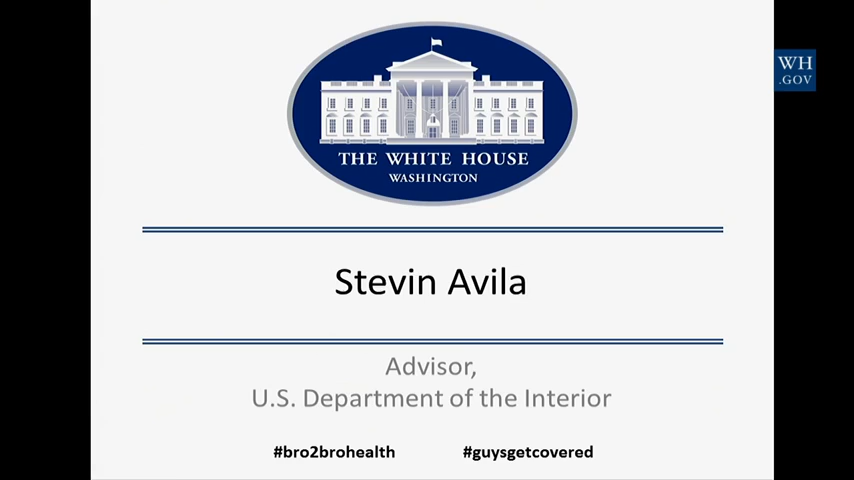 WH
.GOV
THE WHITE HOUSE
WASHINGTON
Stevin Avila
Advisor,
U.S. Department of the Interior
#bro2brohealth #guysgetcovered